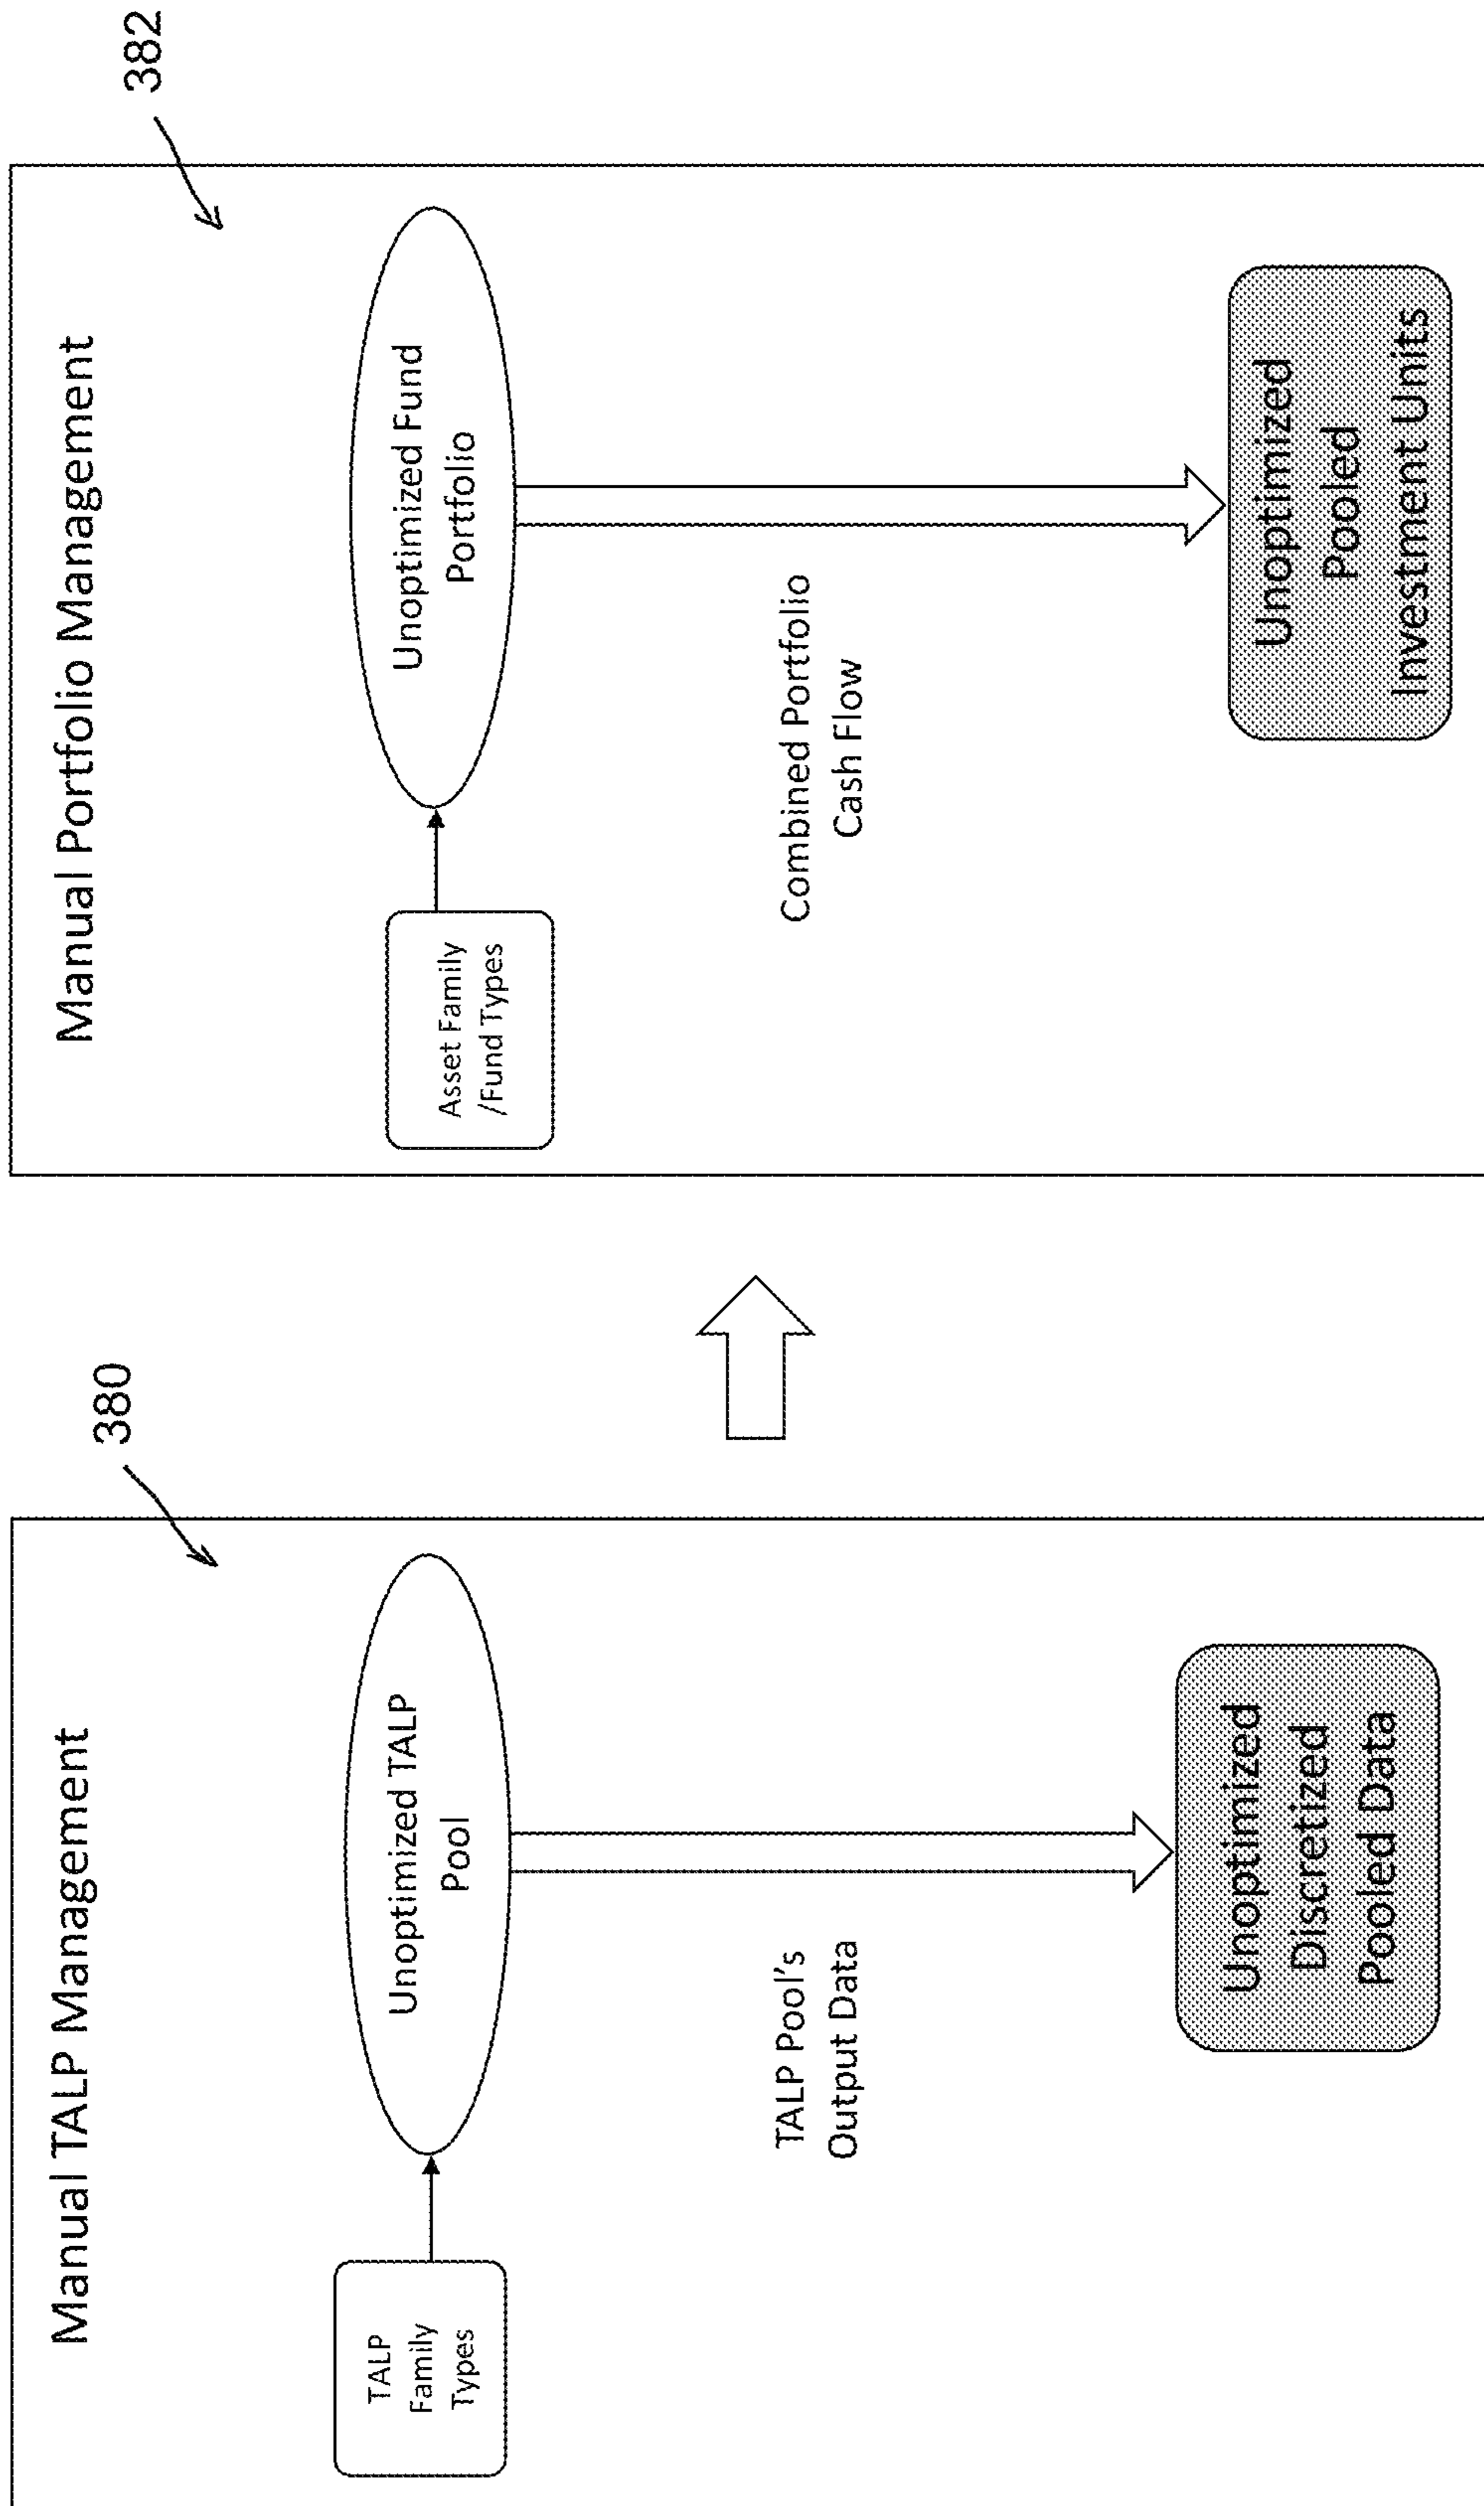 Manual TALP Management
380
TALP
Family
Types
Unoptimized TALP
Pool
TALP Pool's
Output Data
Unoptimized
Discretized
Pooled Data
Manual Portfolio Management
382
Asset Family
/Fund Types
Unoptimized Fund
Portfolio
Combined Portfolio
Cash Flow
Unoptimized
Pooled
Investment Units